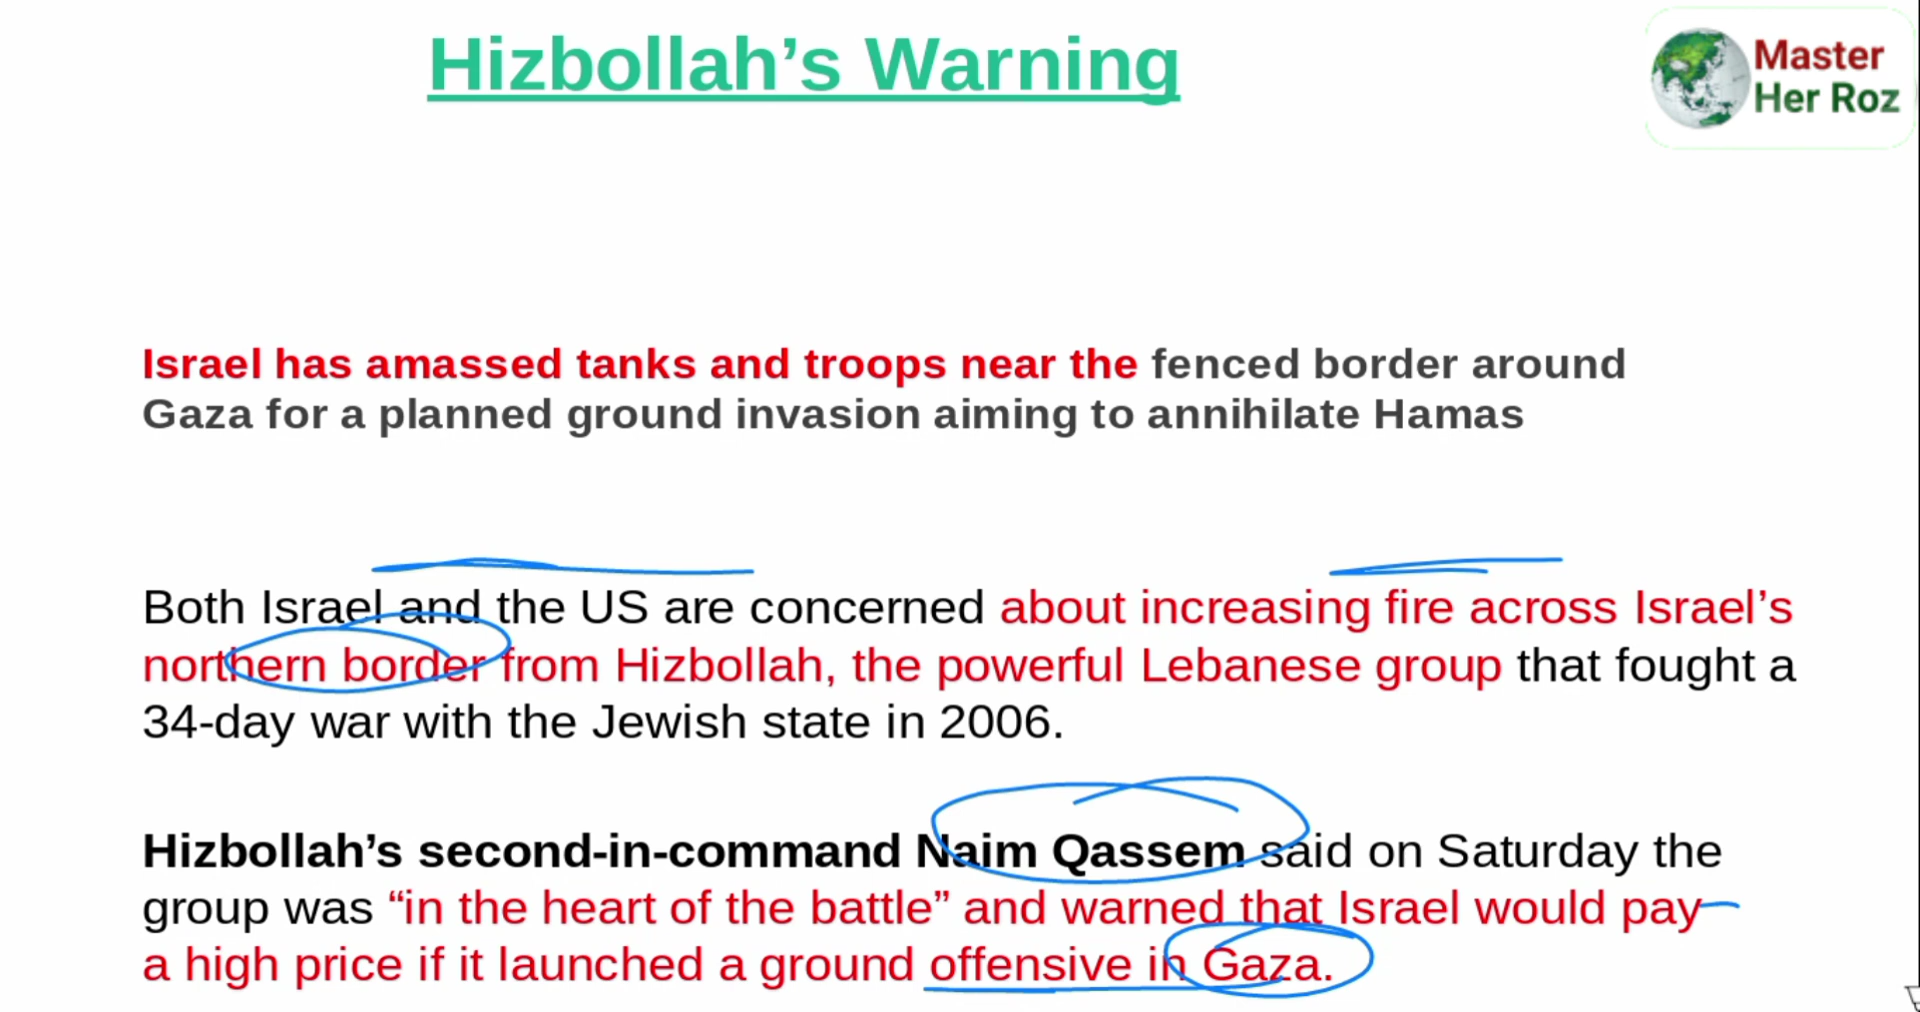 Hizbollah’s Warning
Master
Her Roz
Israel has amassed tanks and troops near the fenced border around
Gaza for a planned ground invasion aiming to annihilate Hamas
Both Israel and the US are concerned about increasing fire across Israel’s
northern border from Hizbollah, the powerful Lebanese group that fought a
34-day war with the Jewish state in 2006.
Hizbollah’s second-in-command Naim Qassem said on Saturday the
group was “in the heart of the battle” and warned that Israel would pay
a high price if it launched a ground offensive in Gaza.